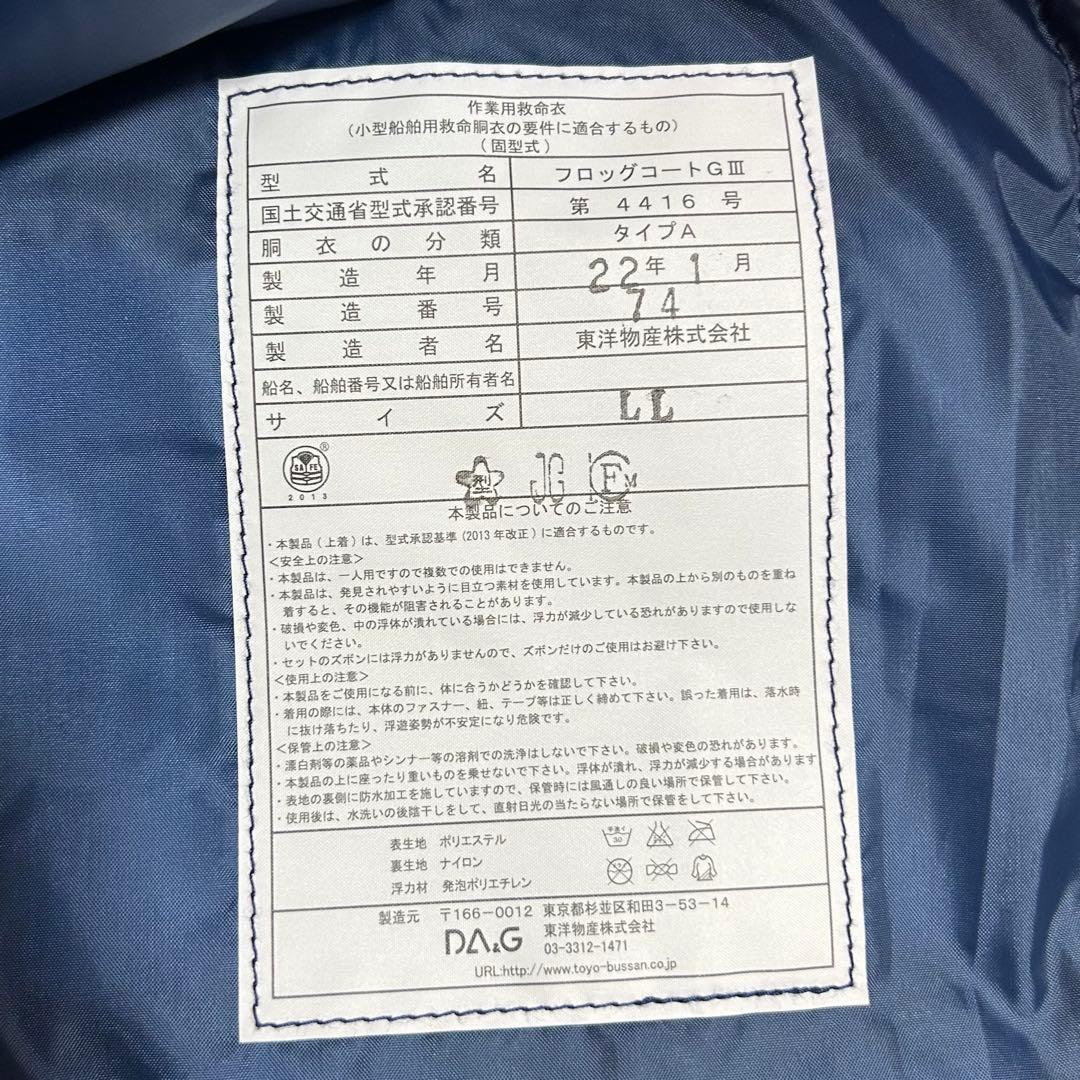 作業用救命衣
(小型船舶用救命胴衣の要件に適合するもの)
(固型式)
型式名 フロッグコートGⅢ
国土交通省型式承認番号 第 4416 号
胴衣の分類 タイプA
製造年月 22年 1月
製造番号 74
製造者名 東洋物産株式会社
船名、船舶番号又は船舶所有者名
サイズ LL
SAFE ®
2013
型 JG FM
本製品についてのご注意
・本製品(上着)は、型式承認基準(2013年改正)に適合するものです。
<安全上の注意>
・本製品は、一人用ですので複数での使用はできません。
・本製品は、発見されやすいように目立つ素材を使用しています。本製品の上から別のものを重ね
着すると、その機能が阻害されることがあります。
・破損や変色、中の浮体が潰れている場合には、浮力が減少している恐れがありますので使用しな
いでください。
・セットのズボンには浮力がありませんので、ズボンだけのご使用はお避け下さい。
<使用上の注意>
・本製品をご使用になる前に、体に合うかどうかを確認して下さい。
・着用の際には、本体のファスナー、紐、テープ等は正しく締めて下さい。誤った着用は、落水時
に抜け落ちたり、浮遊姿勢が不安定になり危険です。
<保管上の注意>
・漂白剤等の薬品やシンナー等の溶剤での洗浄はしないで下さい。破損や変色の恐れがあります。
・本製品の上に座ったり重いものを乗せないで下さい。浮体が潰れ、浮力が減少する場合があります
・表地の裏側に防水加工を施していますので、保管時には風通しの良い場所で保管して下さい。
・使用後は、水洗いの後陰干しをして、直射日光の当たらない場所で保管をして下さい。
表生地 ポリエステル
裏生地 ナイロン
浮力材 発泡ポリエチレン
手洗イ
30
製造元 〒166-0012 東京都杉並区和田3-53-14
DA&G 東洋物産株式会社
03-3312-1471
URL:http://www.toyo-bussan.co.jp